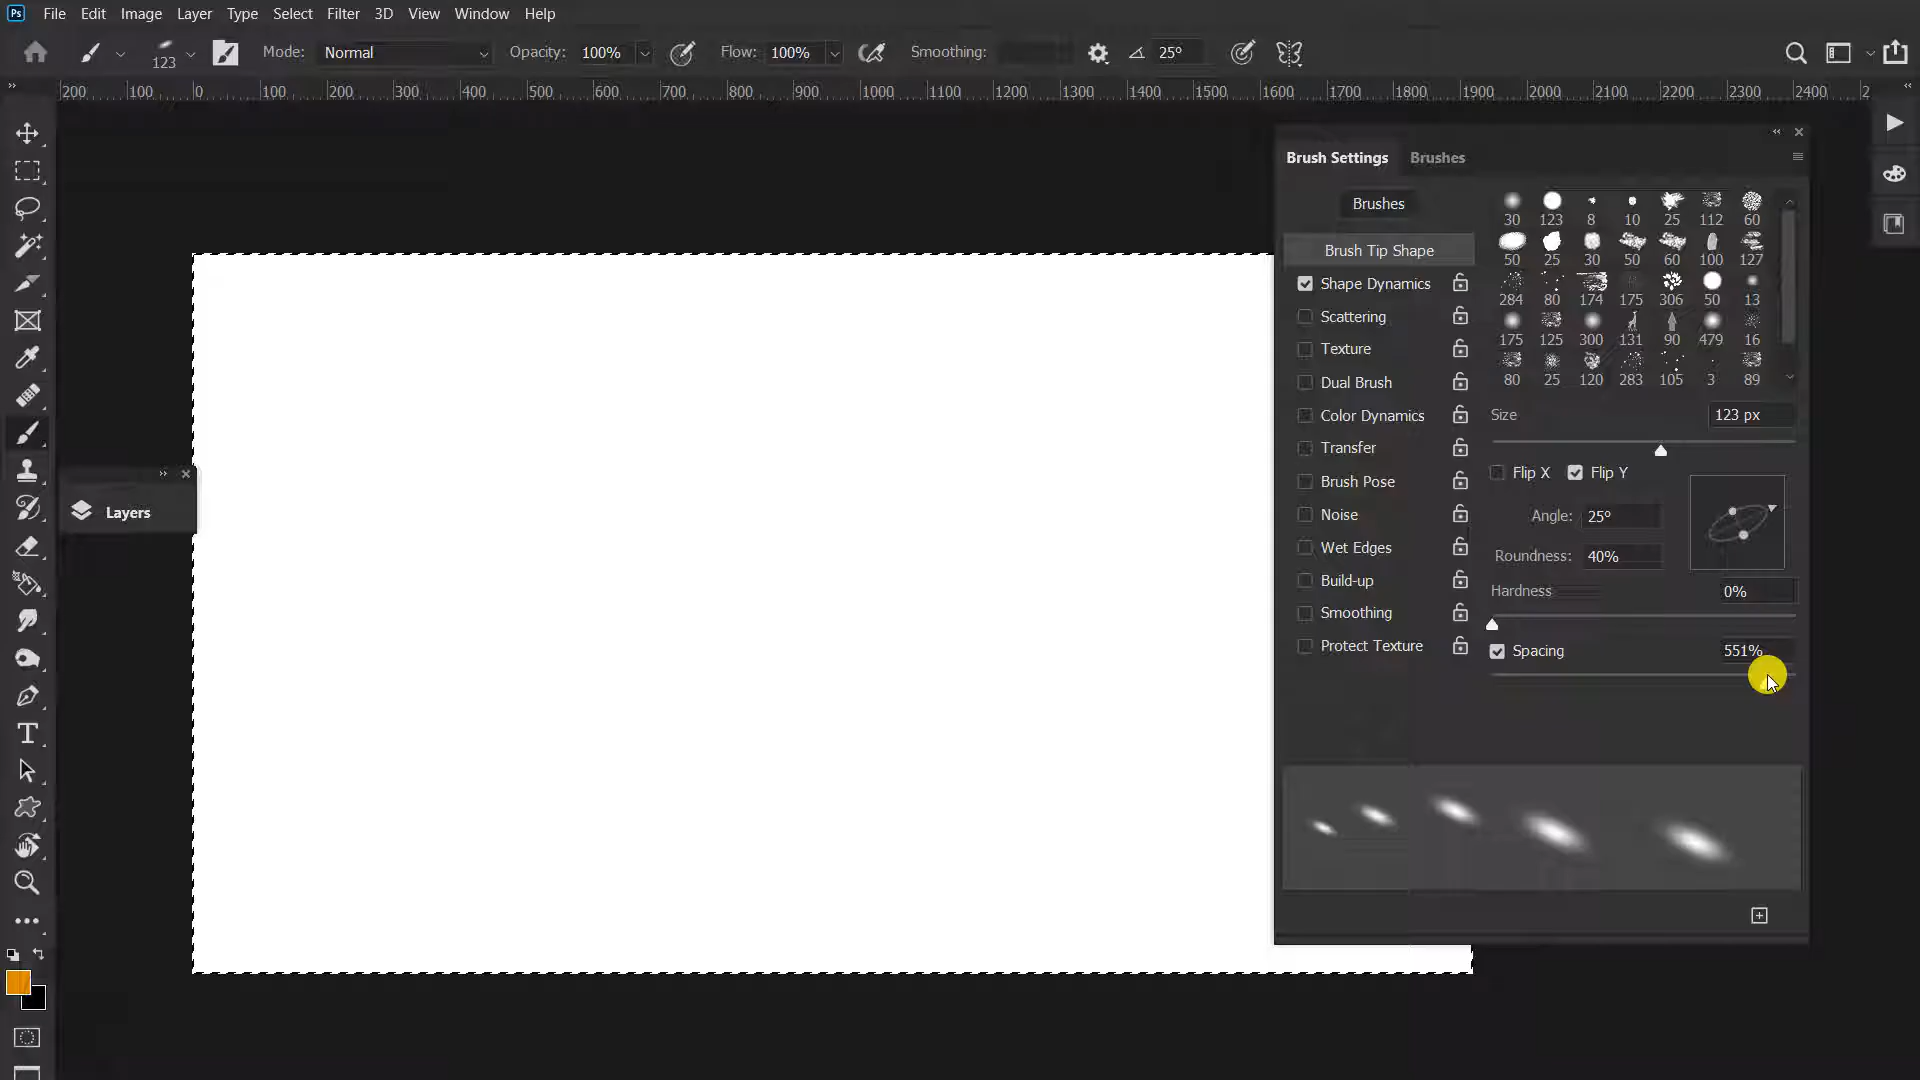 Ps File Edit Image Layer Type Select Filter 3D View Window Help
123 Mode: Normal Opacity: 100% Flow: 100% Smoothing: 25°
200 100 0 100 200 300 400 500 600 700 800 900 1000 1100 1200 1300 1400 1500 1600 1700 1800 1900 2000 2100 2200 2300 2400 2
Brush Settings Brushes
Brushes
30 123 8 10 25 112 60
Brush Tip Shape
50 25 30 50 60 100 127
Shape Dynamics
284 80 174 175 306 50 13
Scattering
175 125 300 131 90 479 16
Texture
80 25 120 283 105 3 89
Dual Brush
Color Dynamics
Size 123 px
Transfer
Flip X Flip Y
Brush Pose
Layers
Noise
Angle: 25°
Wet Edges
Roundness: 40%
Build-up
Hardness 0%
Smoothing
Protect Texture
Spacing 551%
T